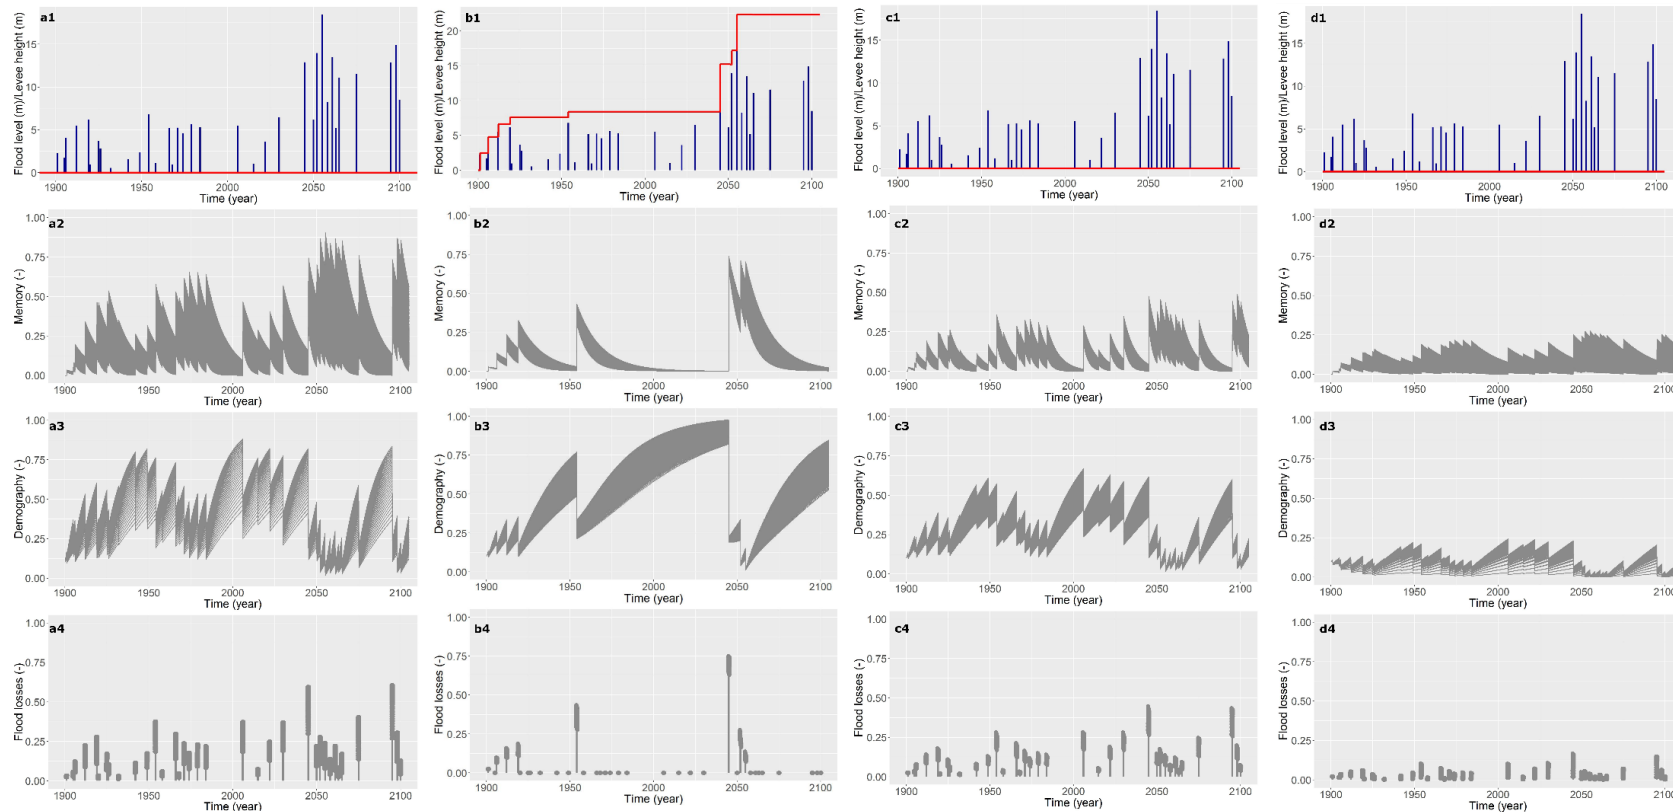 a1
Flood level (m)/Levee height (m)
15
10
5
0
1900 1950 2000 2050 2100
Time (year)
b1
Flood level (m)/Levee height (m)
20
15
10
5
0
1900 1950 2000 2050 2100
Time (year)
c1
Flood level (m)/Levee height (m)
15
10
5
0
1900 1950 2000 2050 2100
Time (year)
d1
Flood level (m)/Levee height (m)
15
10
5
0
1900 1950 2000 2050 2100
Time (year)
a2
Memory (-)
1.00
0.75
0.50
0.25
0.00
1900 1950 2000 2050 2100
Time (year)
b2
Memory (-)
1.00
0.75
0.50
0.25
0.00
1900 1950 2000 2050 2100
Time (year)
c2
Memory (-)
1.00
0.75
0.50
0.25
0.00
1900 1950 2000 2050 2100
Time (year)
d2
Memory (-)
1.00
0.75
0.50
0.25
0.00
1900 1950 2000 2050 2100
Time (year)
a3
Demography (-)
1.00
0.75
0.50
0.25
0.00
1900 1950 2000 2050 2100
Time (year)
b3
Demography (-)
1.00
0.75
0.50
0.25
0.00
1900 1950 2000 2050 2100
Time (year)
c3
Demography (-)
1.00
0.75
0.50
0.25
0.00
1900 1950 2000 2050 2100
Time (year)
d3
Demography (-)
1.00
0.75
0.50
0.25
0.00
1900 1950 2000 2050 2100
Time (year)
a4
Flood losses (-)
1.00
0.75
0.50
0.25
0.00
1900 1950 2000 2050 2100
Time (year)
b4
Flood losses (-)
1.00
0.75
0.50
0.25
0.00
1900 1950 2000 2050 2100
Time (year)
c4
Flood losses (-)
1.00
0.75
0.50
0.25
0.00
1900 1950 2000 2050 2100
Time (year)
d4
Flood losses (-)
1.00
0.75
0.50
0.25
0.00
1900 1950 2000 2050 2100
Time (year)